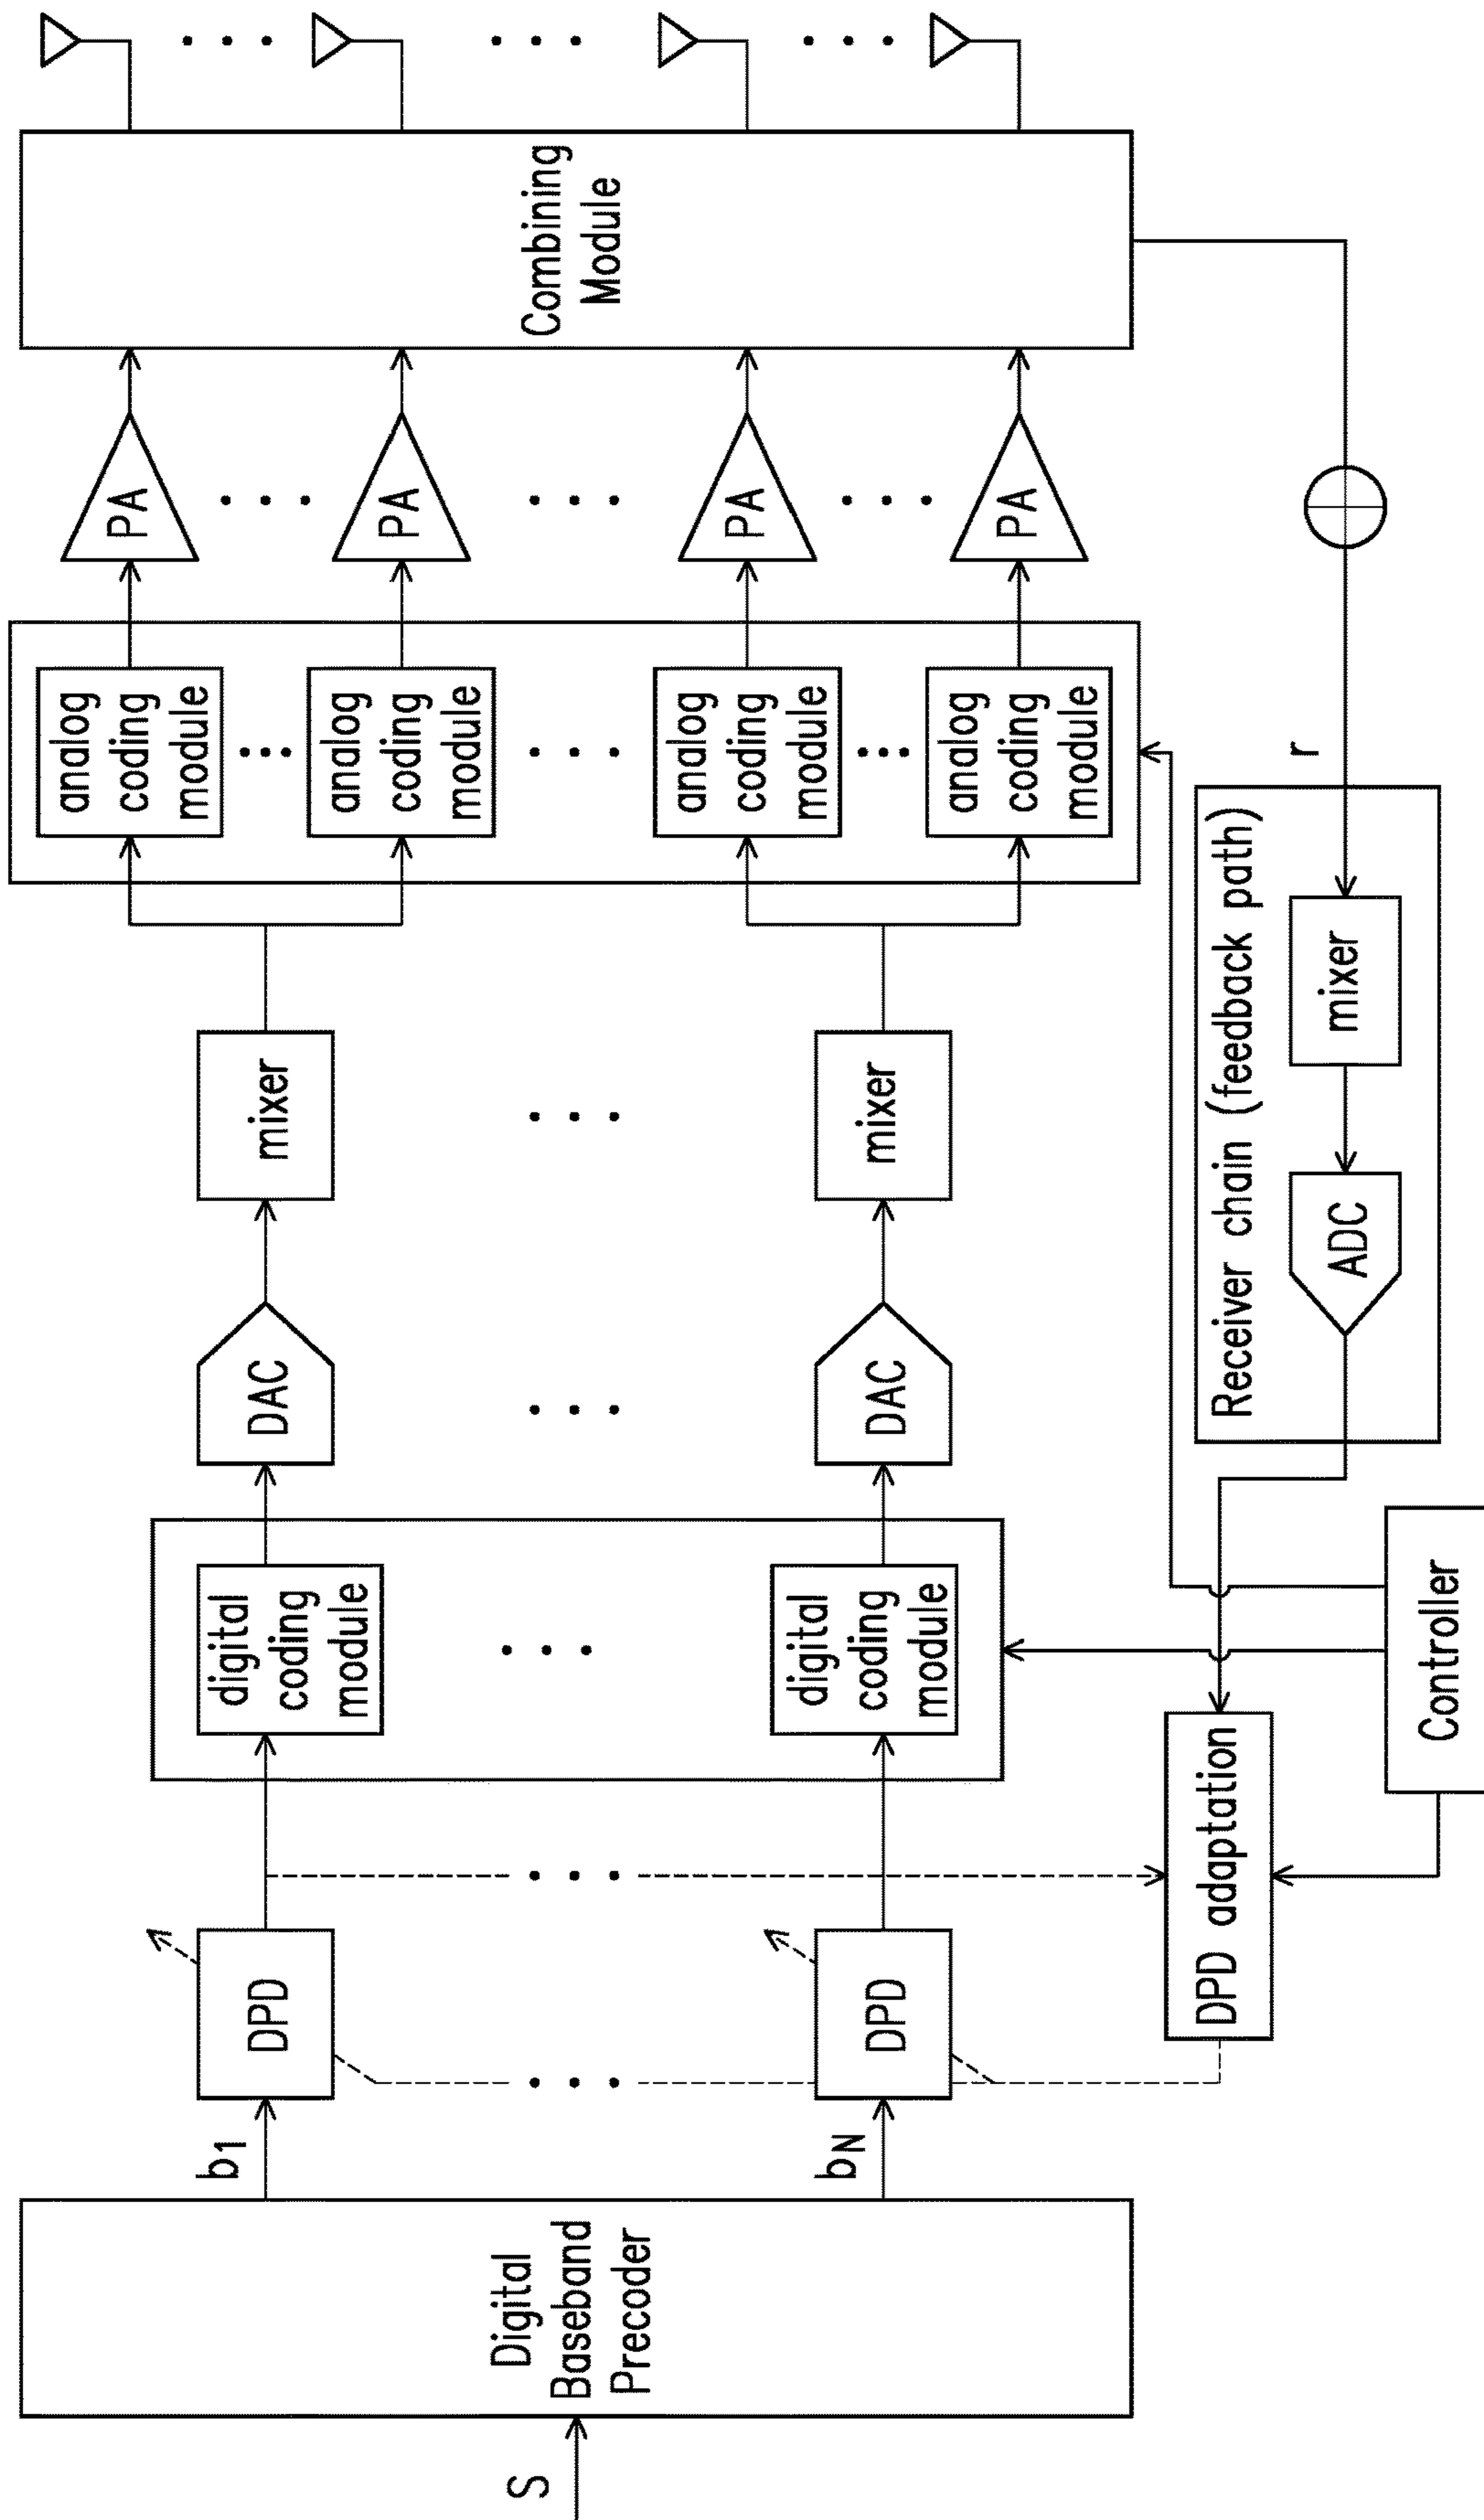 S
Digital
Baseband
Precoder
b1
bN
DPD
DPD
digital
coding
module
digital
coding
module
DAC
DAC
mixer
mixer
analog
coding
module
analog
coding
module
analog
coding
module
analog
coding
module
PA
PA
PA
PA
Combining
Module
DPD adaptation
Controller
Receiver chain (feedback path)
ADC
mixer
r